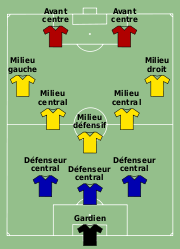 Avant
centre
Avant
centre
Milieu
gauche
Milieu
droit
Milieu
central
Milieu
central
Milieu
défensif
Défenseur
central
Défenseur
central
Défenseur
central
Gardien